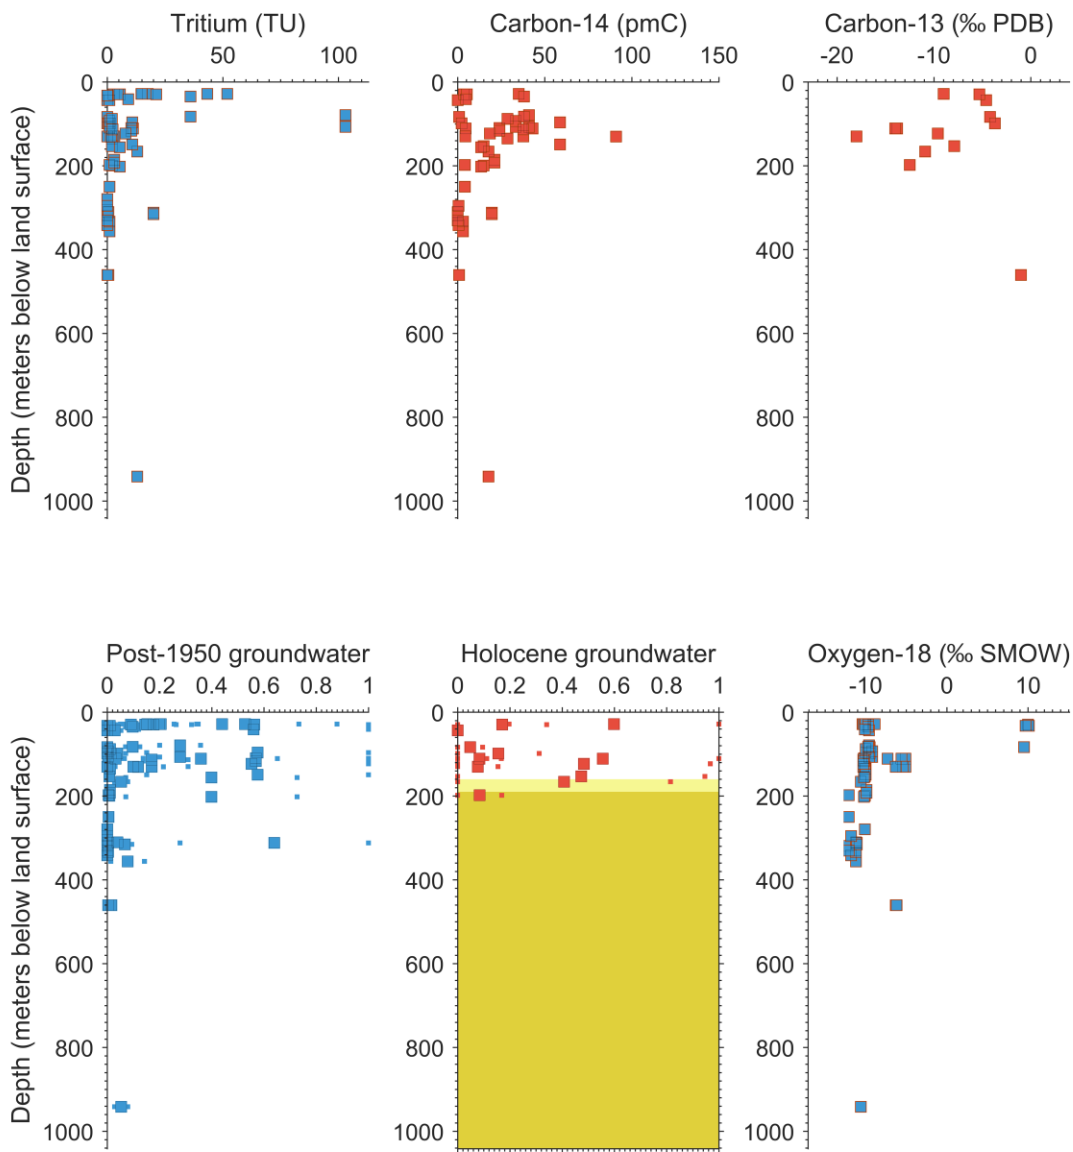 Tritium (TU) Carbon-14 (pmC) Carbon-13 (‰ PDB)
0 50 100 0 50 100 150 -20 -10 0
0 0 0
200 200 200
400 400 400
600 600 600
800 800 800
1000 1000 1000
Depth (meters below land surface)
Post-1950 groundwater Holocene groundwater Oxygen-18 (‰ SMOW)
0 0.2 0.4 0.6 0.8 1 0 0.2 0.4 0.6 0.8 1 -10 0 10
0 0 0
200 200 200
400 400 400
600 600 600
800 800 800
1000 1000 1000
Depth (meters below land surface)